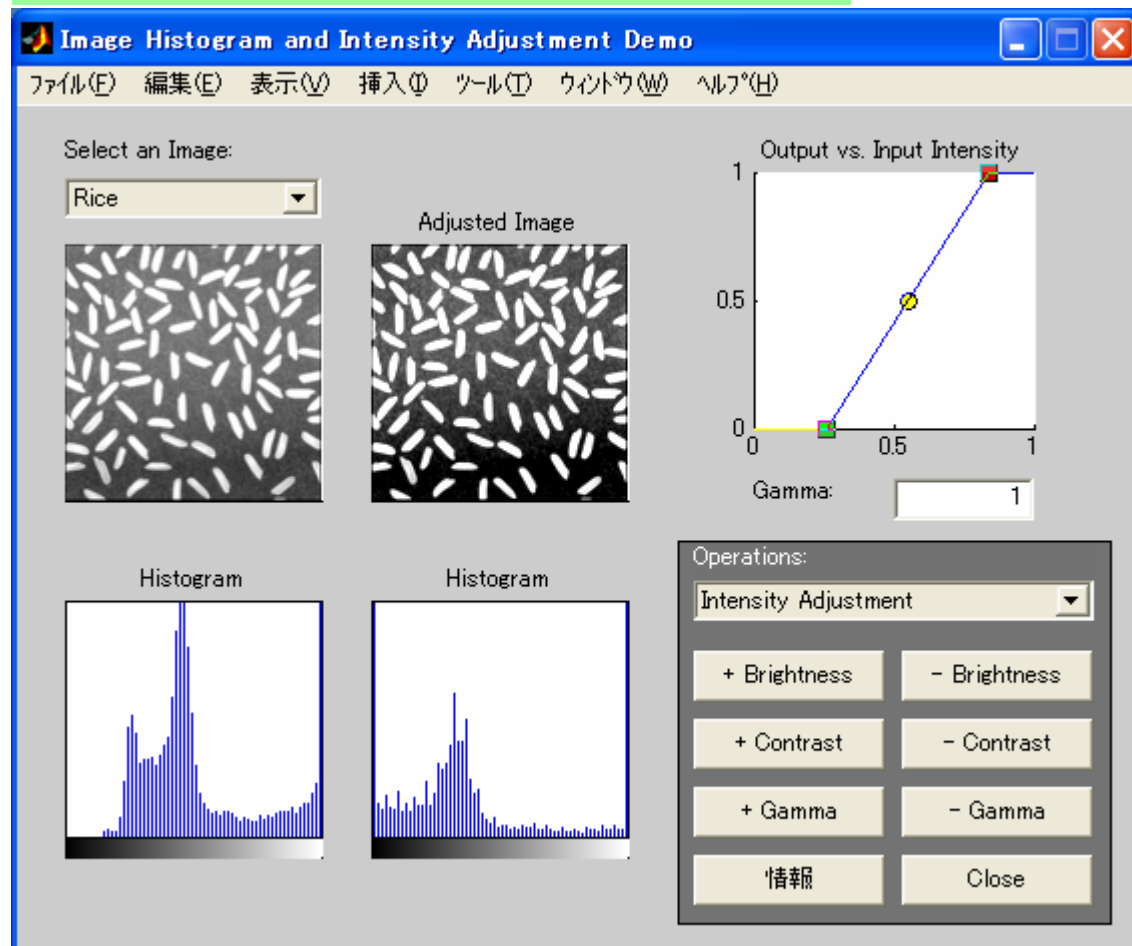 Image Histogram and Intensity Adjustment Demo
ファイル(F) 編集(E) 表示(V) 挿入(I) ツール(T) ウィンドウ(W) ヘルプ(H)
Select an Image:
Rice
Adjusted Image
Output vs. Input Intensity
1
0.5
0
0 0.5 1
Gamma: 1
Histogram
Histogram
Operations:
Intensity Adjustment
+ Brightness - Brightness
+ Contrast - Contrast
+ Gamma - Gamma
情報 Close